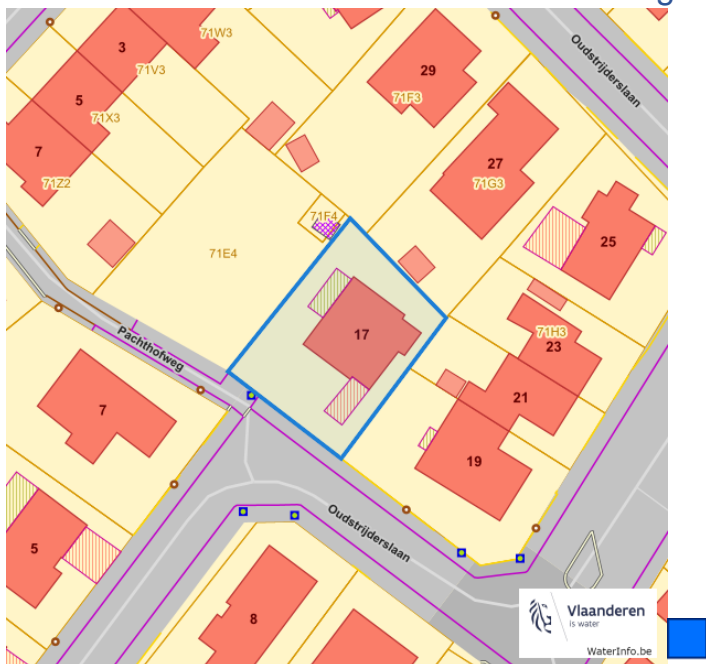 g
71W3
3
71V3
Oudstrijderslaan
29
5
71F3
71X3
7
27
71Z2
71G3
71F4
25
71E4
17
71H3
23
Pachthofweg
21
7
19
Oudstrijderslaan
5
8
Vlaanderen
is water
WaterInfo.be